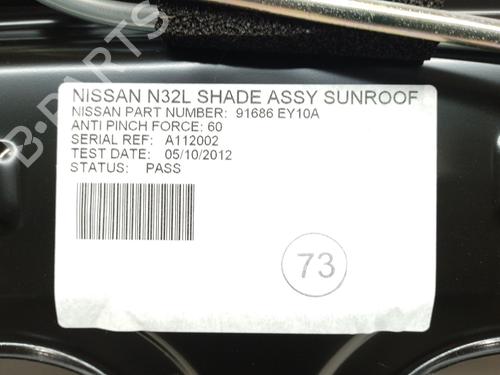 NISSAN N32L SHADE ASSY SUNROOF
NISSAN PART NUMBER: 91686 EY10A
ANTI PINCH FORCE: 60
SERIAL REF: A112002
TEST DATE: 05/10/2012
STATUS: PASS
73
B-PARTS